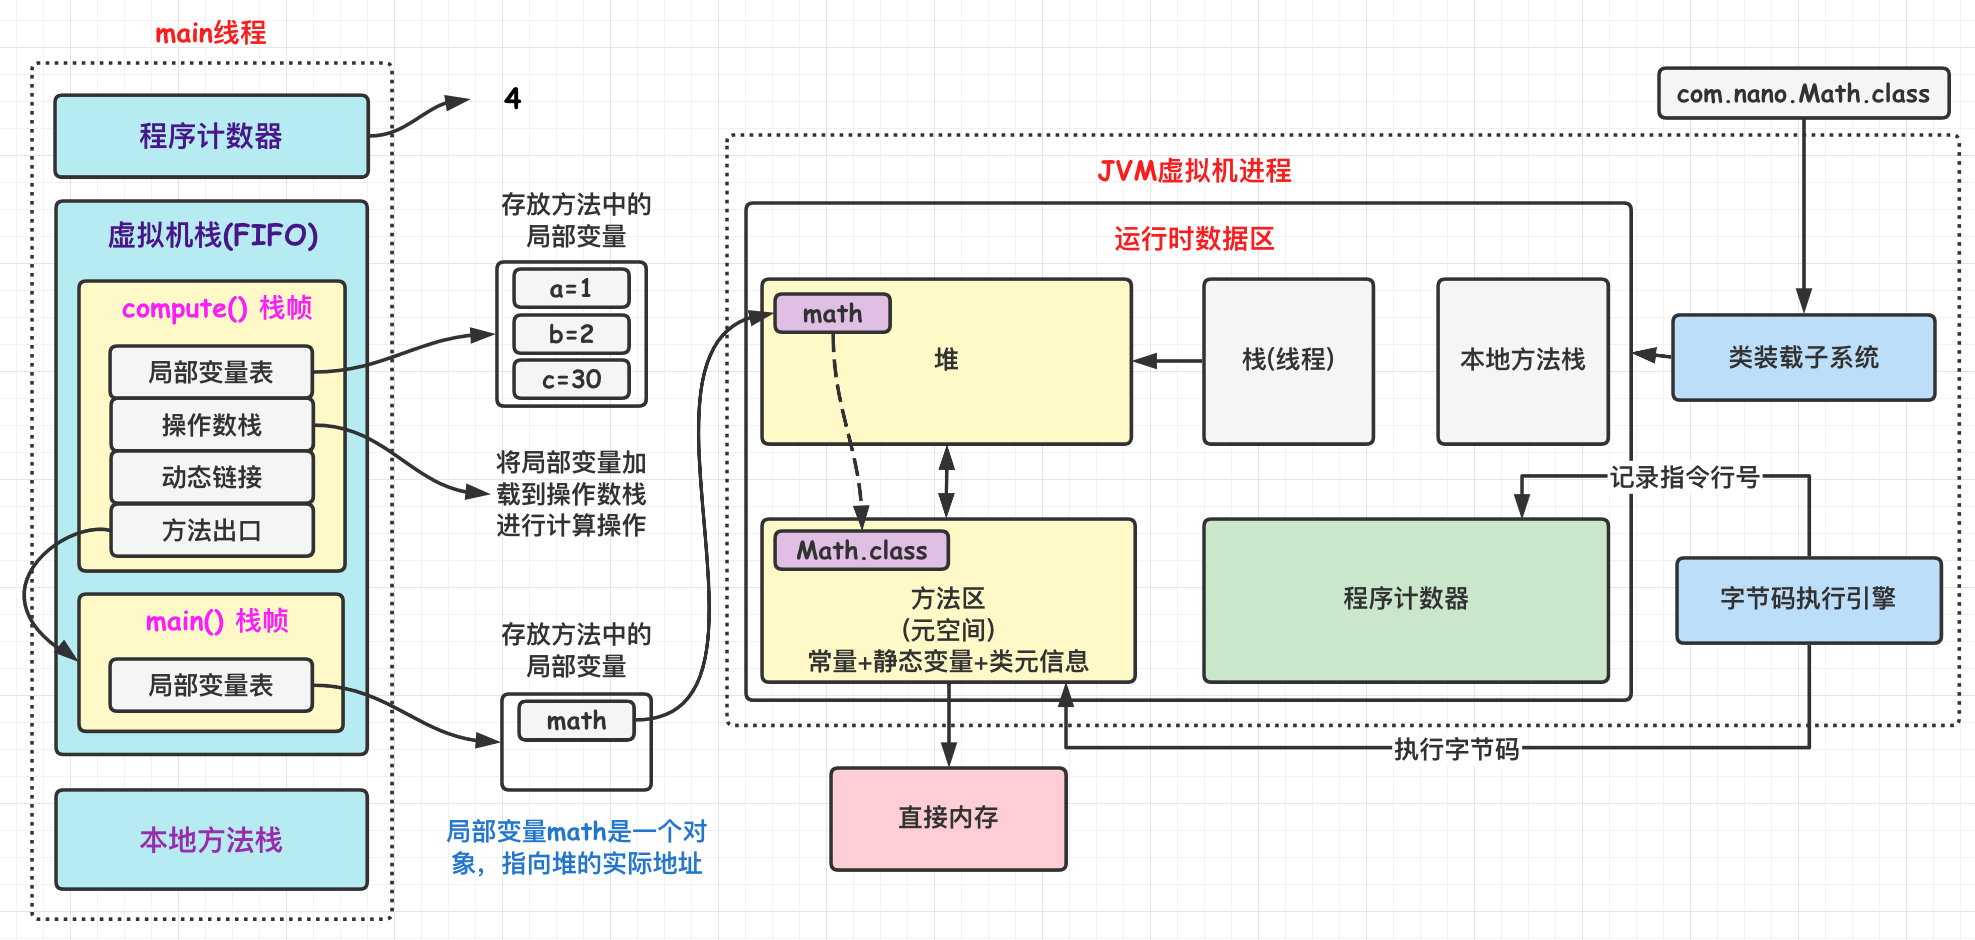 main线程
程序计数器
4
虚拟机栈(FIFO)
compute() 栈帧
局部变量表
操作数栈
动态链接
方法出口
main() 栈帧
局部变量表
本地方法栈
存放方法中的
局部变量
a=1
b=2
c=30
将局部变量加
载到操作数栈
进行计算操作
存放方法中的
局部变量
math
局部变量math是一个对
象，指向堆的实际地址
com.nano.Math.class
JVM虚拟机进程
运行时数据区
math
堆
栈(线程)
本地方法栈
类装载子系统
记录指令行号
Math.class
方法区
(元空间)
常量+静态变量+类元信息
程序计数器
字节码执行引擎
执行字节码
直接内存